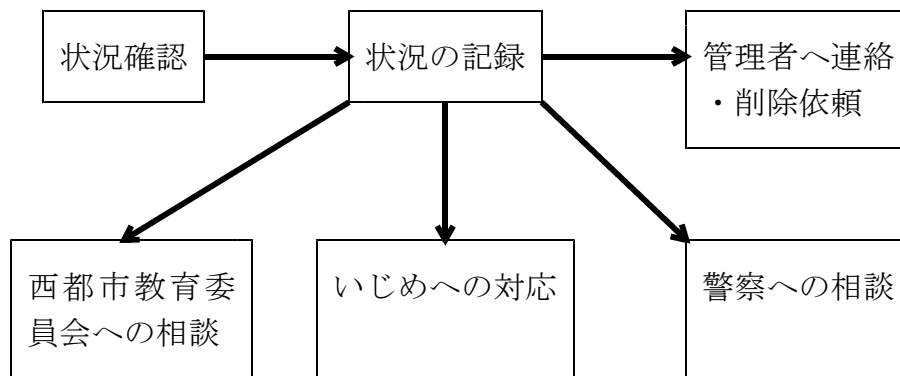 状況確認
状況の記録
管理者へ連絡
・削除依頼
西都市教育委
員会への相談
いじめへの対応
警察への相談